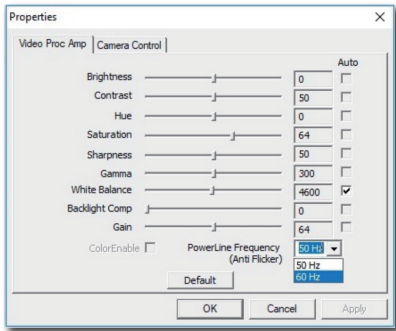 Properties
Video Proc Amp Camera Control
Auto
Brightness 0
Contrast 50
Hue 0
Saturation 64
Sharpness 50
Gamma 300
White Balance 4600
Backlight Comp 0
Gain 64
ColorEnable PowerLine Frequency 50 Hz
(Anti Flicker)
50 Hz
60 Hz
Default
OK Cancel Apply